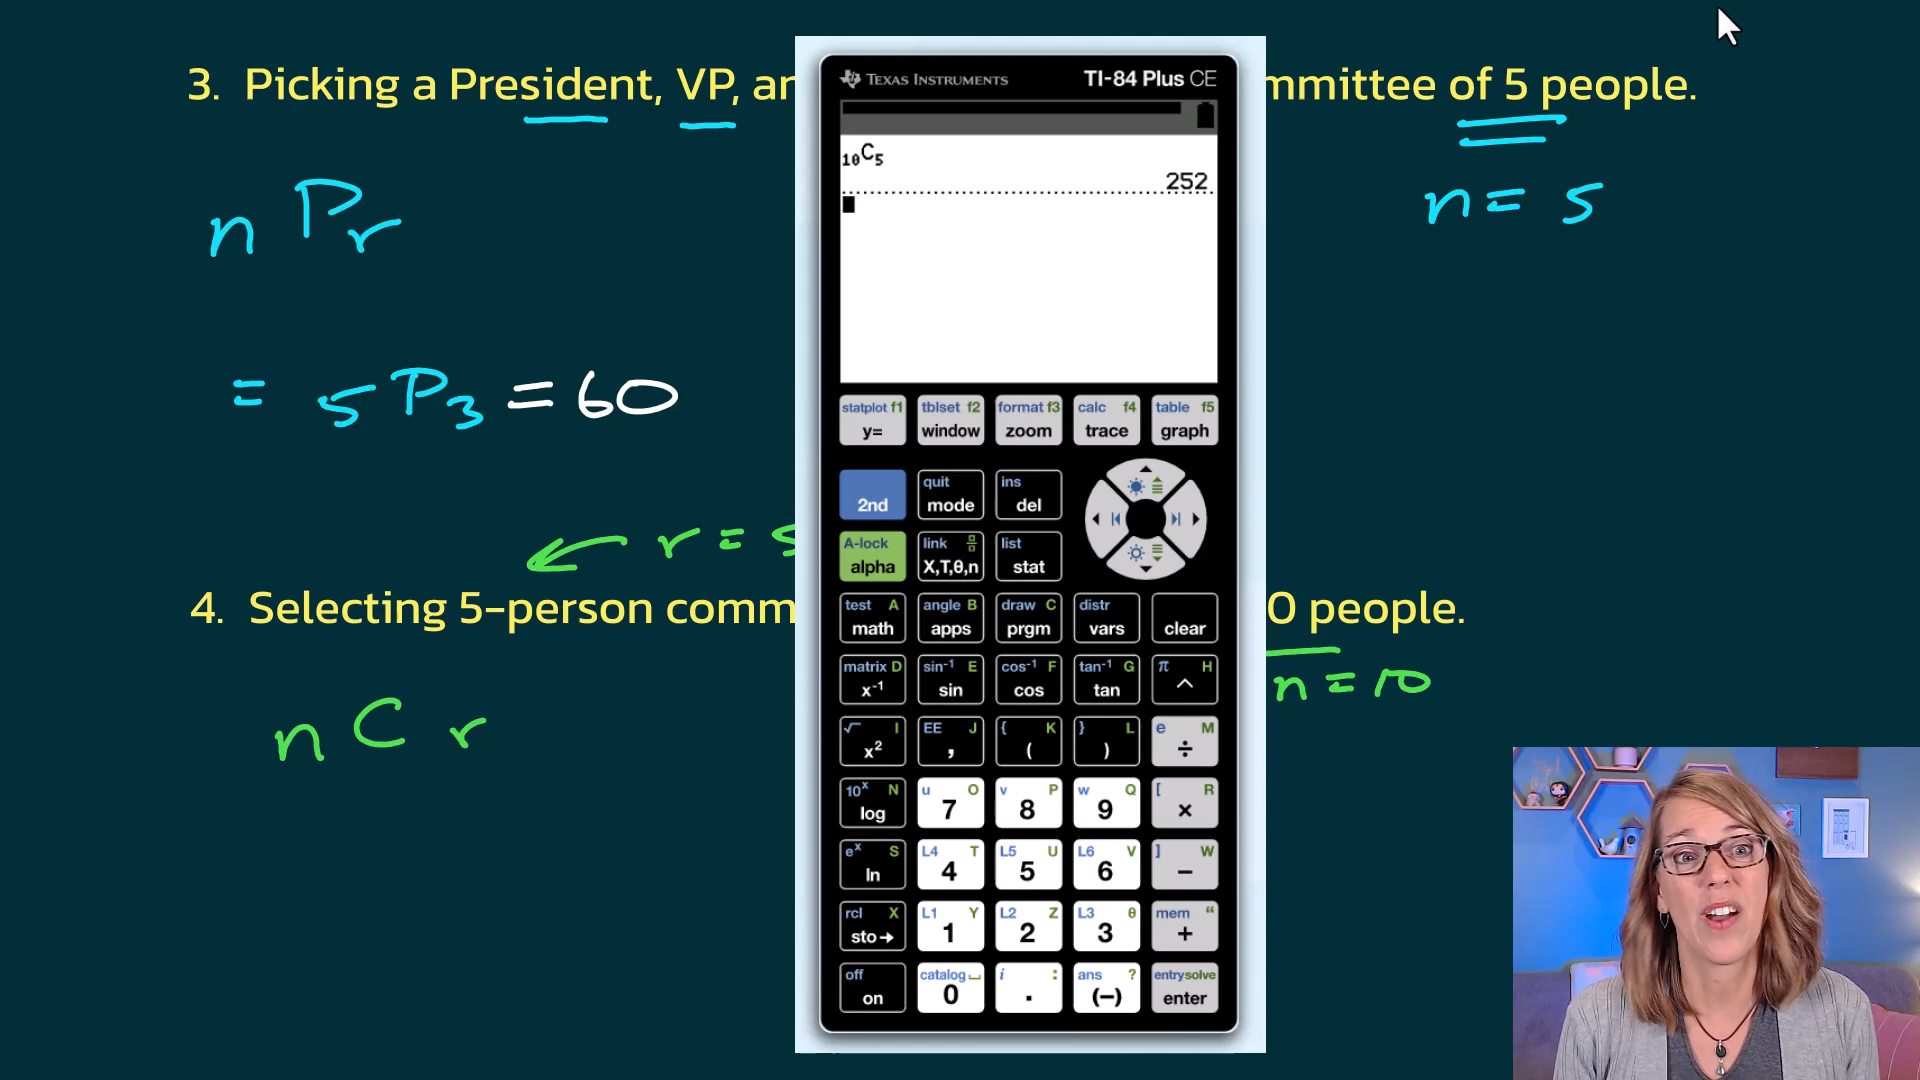 3. Picking a President, VP, an
mmittee of 5 people.
n P r
n = 5
= 5 P 3 = 60
r = 5
4. Selecting 5-person comm
0 people.
n = 10
n C r
TEXAS INSTRUMENTS
TI-84 Plus CE
10C5
252
statplot f1 tblset f2 format f3 calc f4 table f5
y= window zoom trace graph
quit ins
2nd mode del
A-lock link list
alpha X,T,θ,n stat
test A angle B draw C distr
math apps prgm vars clear
matrix D sin⁻¹ E cos⁻¹ F tan⁻¹ G π H
x⁻¹ sin cos tan ^
√ I EE J { K } L e M
x² , ( ) ÷
10ˣ N u O v P w Q [ R
log 7 8 9 ×
eˣ S L4 T L5 U L6 V ] W
ln 4 5 6 −
rcl X L1 Y L2 Z L3 θ mem “
sto→ 1 2 3 +
off catalog i : ans ? entry solve
on 0 . (−) enter